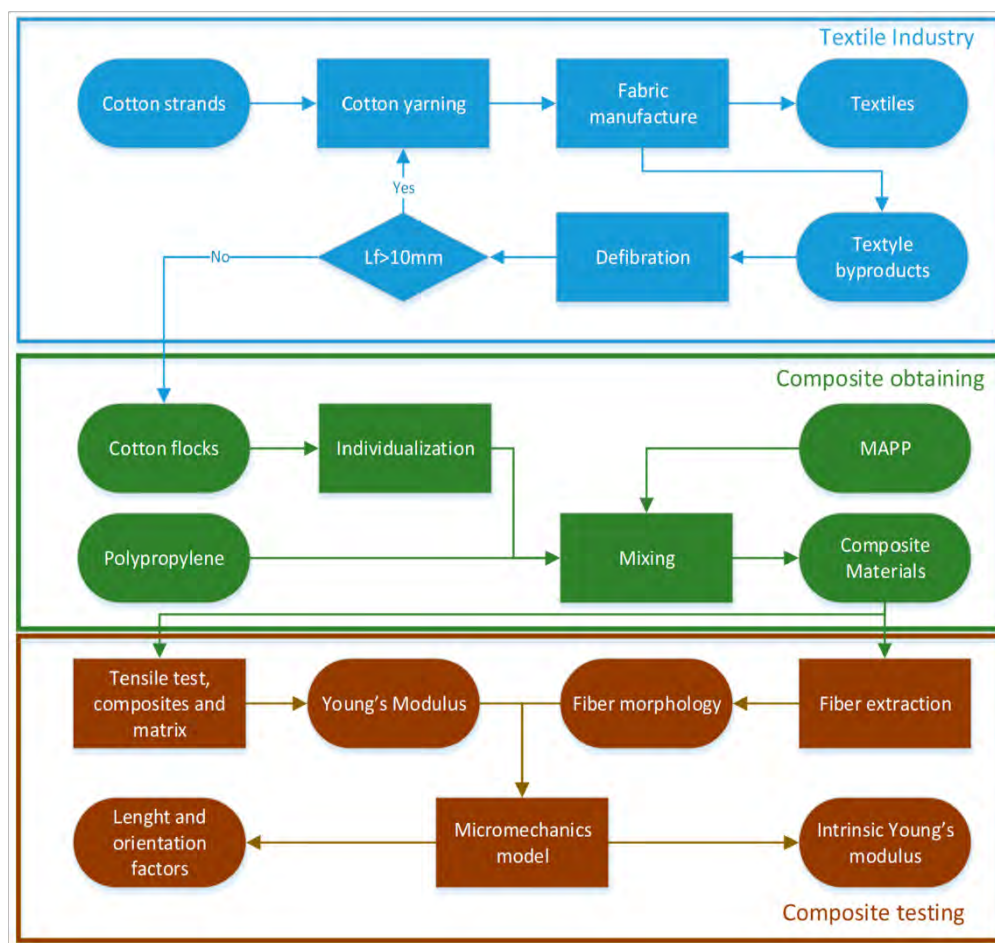 Textile Industry
Cotton strands
Cotton yarning
Fabric
manufacture
Textiles
Yes
No
Lf>10mm
Defibration
Textyle
byproducts
Composite obtaining
Cotton flocks
Individualization
MAPP
Polypropylene
Mixing
Composite
Materials
Tensile test,
composites and
matrix
Young's Modulus
Fiber morphology
Fiber extraction
Lenght and
orientation
factors
Micromechanics
model
Intrinsic Young's
modulus
Composite testing